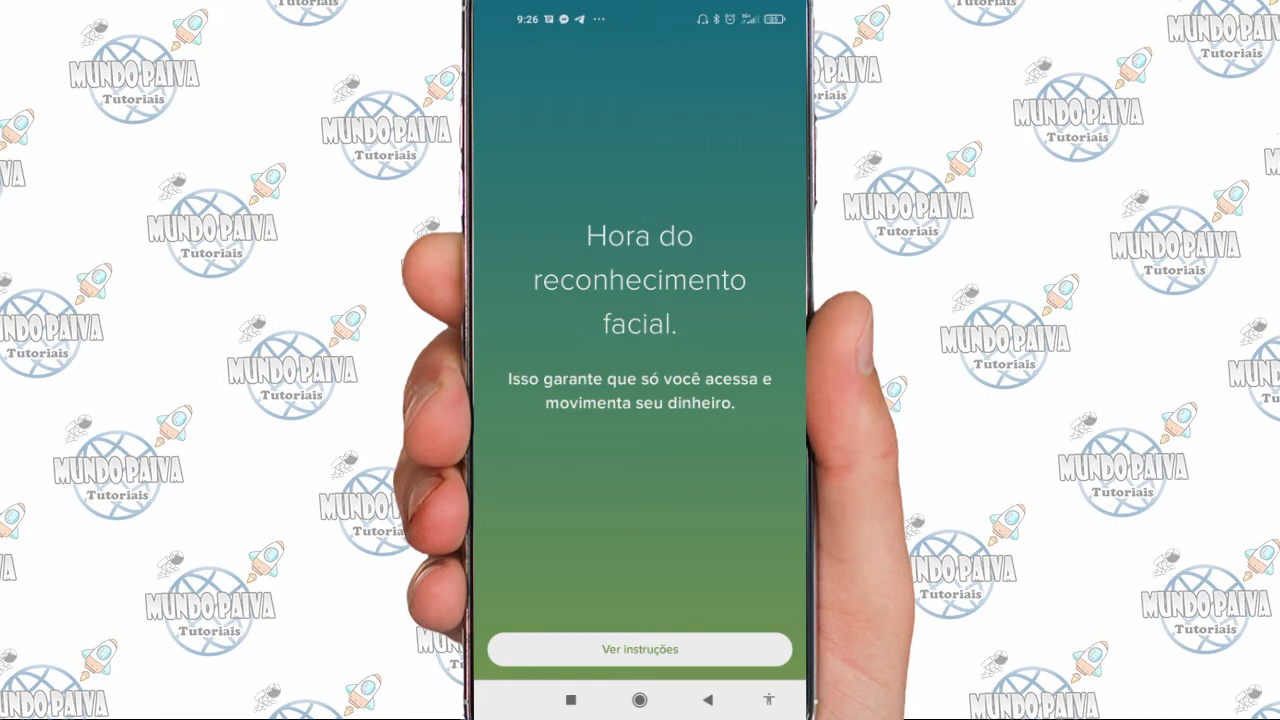 9:26
35
Hora do
reconhecimento
facial.
Isso garante que só você acessa e
movimenta seu dinheiro.
Ver instruções
MUNDO PAIVA
Tutoriais